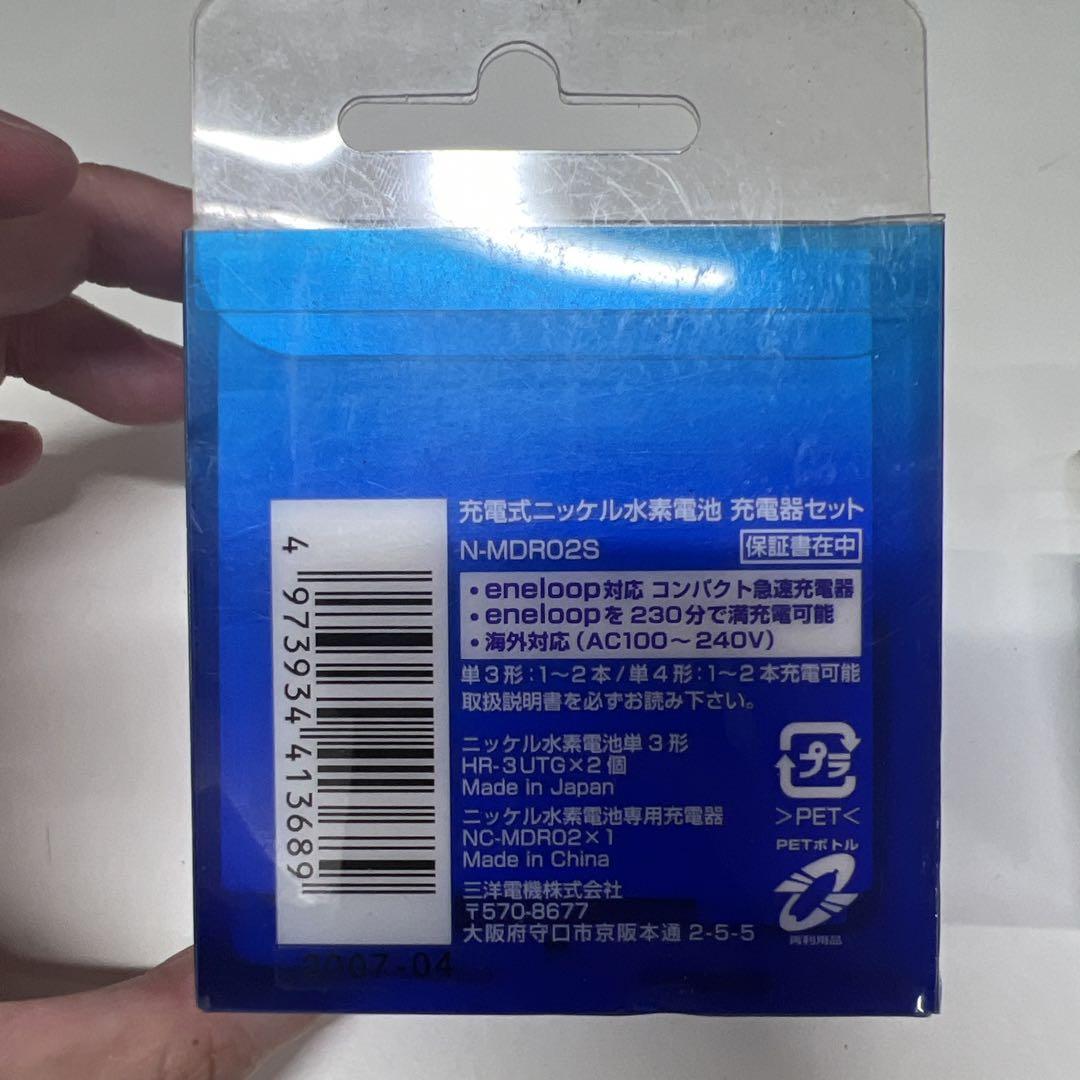 充電式ニッケル水素電池 充電器セット
N-MDR02S 保証書在中
・eneloop対応 コンパクト急速充電器
・eneloopを230分で満充電可能
・海外対応(AC100〜240V)
単3形:1〜2本/単4形:1〜2本充電可能
取扱説明書を必ずお読み下さい。
ニッケル水素電池単3形
HR-3UTG×2個
Made in Japan
ニッケル水素電池専用充電器
NC-MDR02×1
Made in China
三洋電機株式会社
〒570-8677
大阪府守口市京阪本通2-5-5
プラ
>PET<
PETボトル
再利用品
4973934413689
2007-04